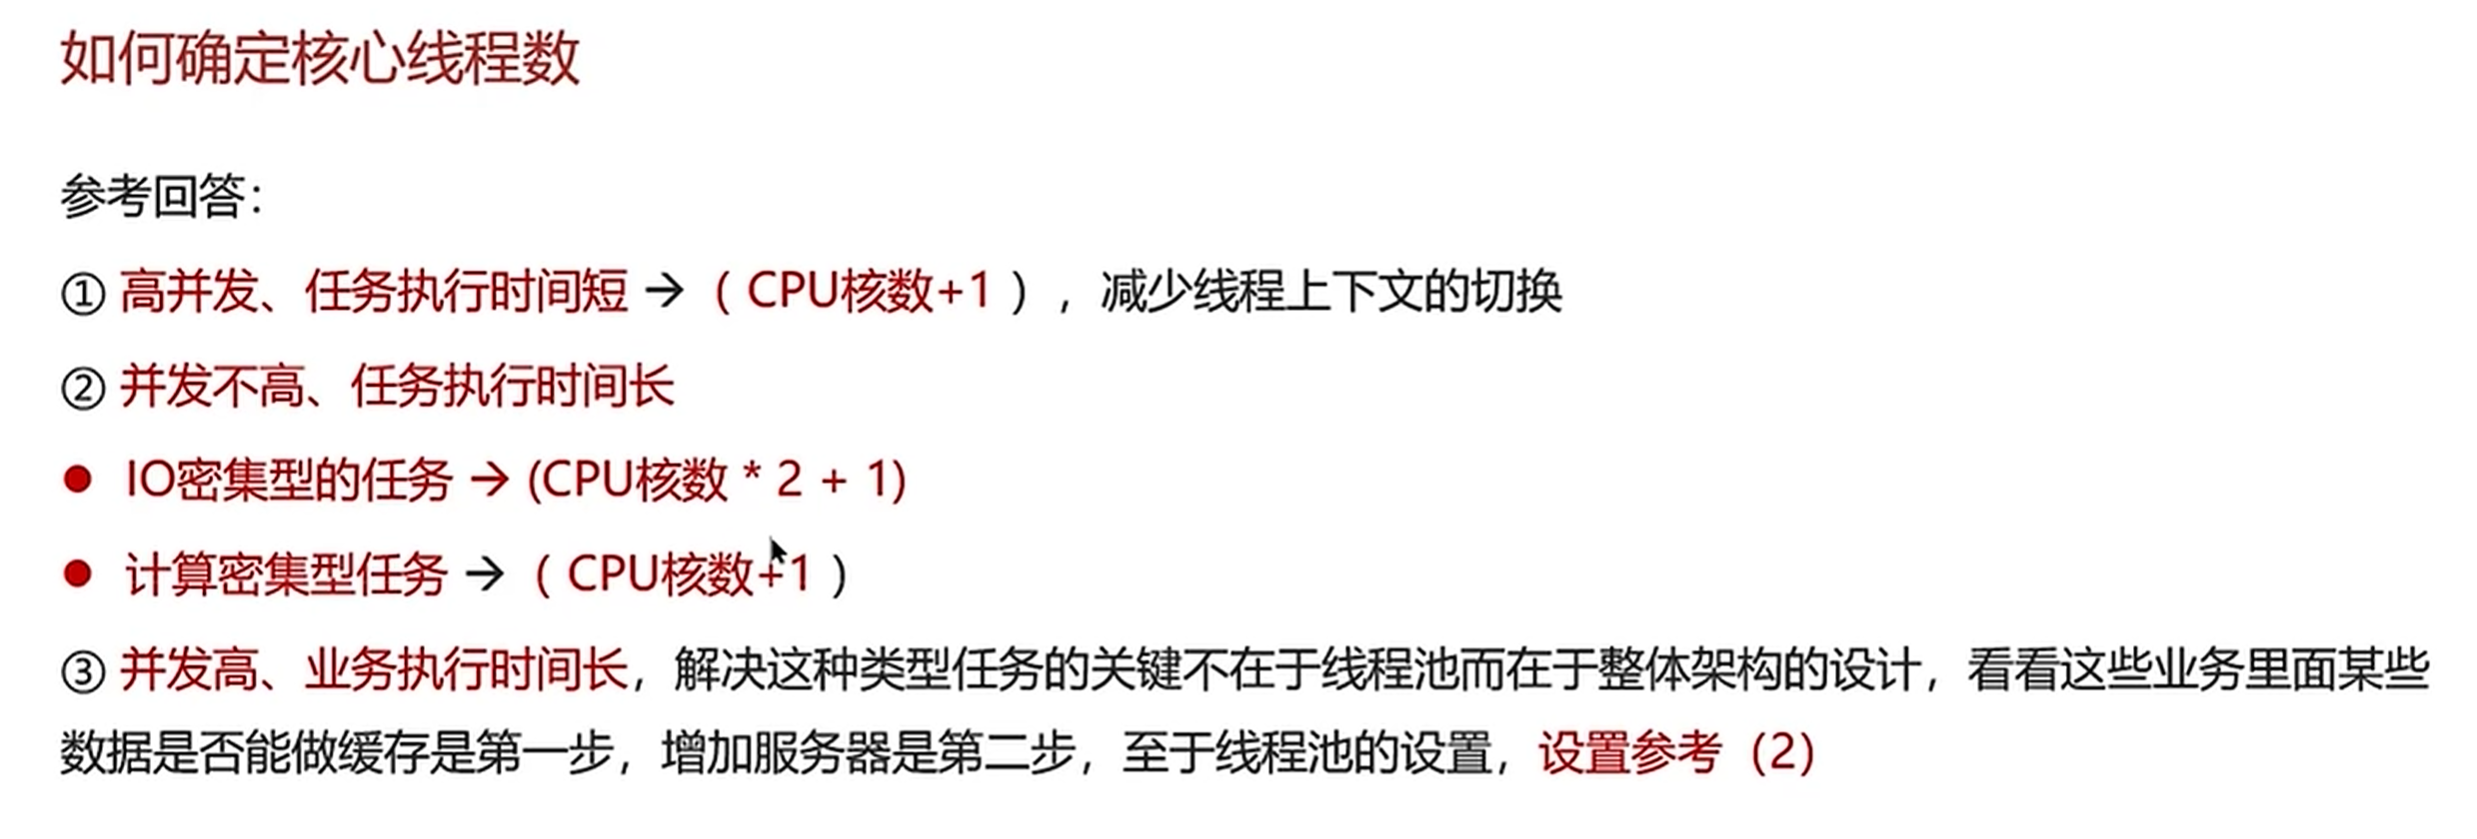 如何确定核心线程数
参考回答：
① 高并发、任务执行时间短 →（ CPU核数+1 ），减少线程上下文的切换
② 并发不高、任务执行时间长
● IO密集型的任务 → (CPU核数 * 2 + 1)
● 计算密集型任务 →（ CPU核数+1 ）
③ 并发高、业务执行时间长，解决这种类型任务的关键不在于线程池而在于整体架构的设计，看看这些业务里面某些
数据是否能做缓存是第一步，增加服务器是第二步，至于线程池的设置，设置参考（2）